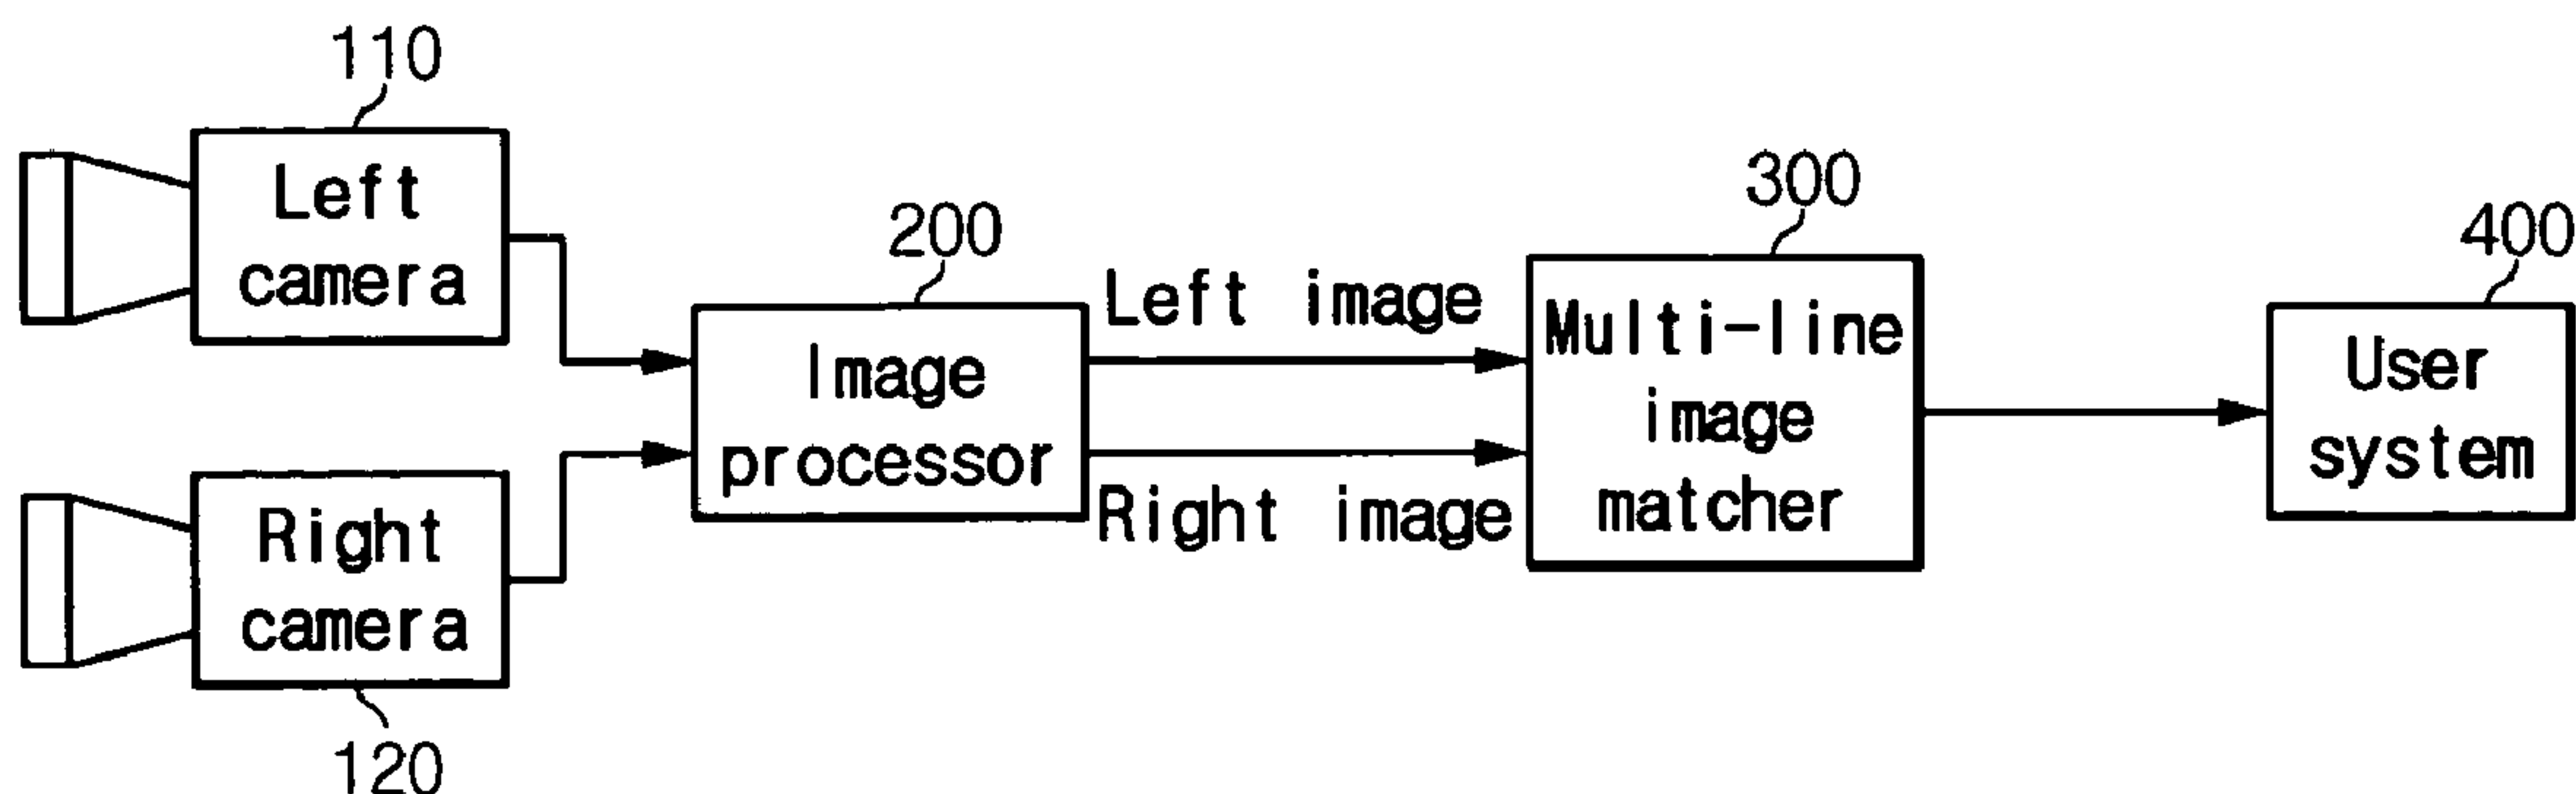 110
Left
camera
200
Image
processor
Left image
Right image
300
Multi-line
image
matcher
400
User
system
Right
camera
120